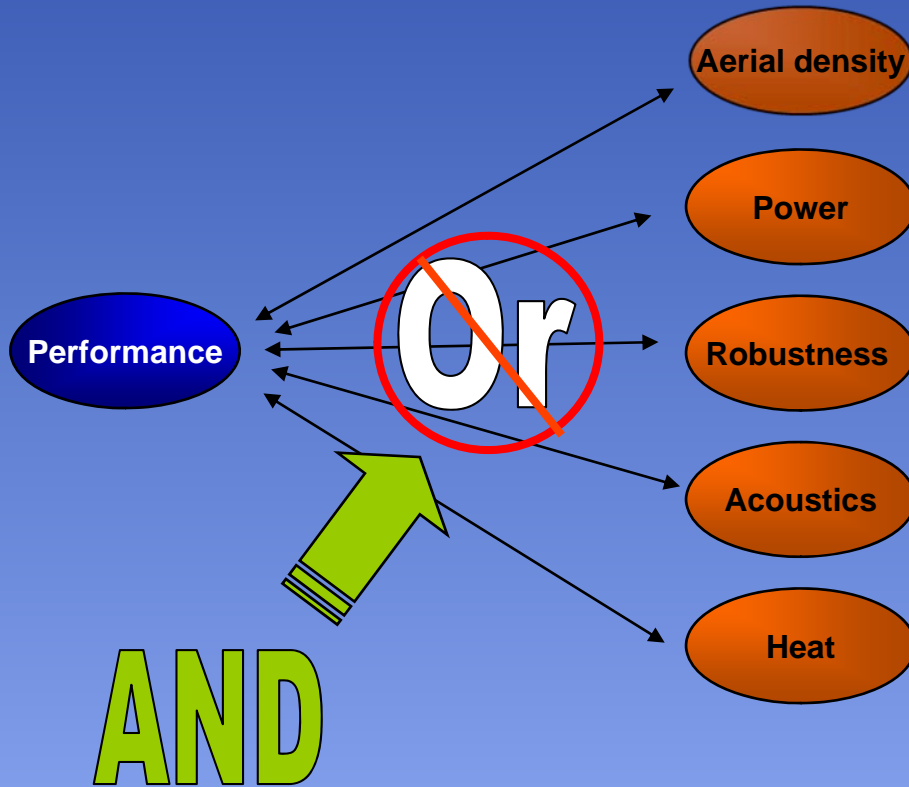 Aerial density
Power
Performance
Or
Robustness
Acoustics
Heat
AND